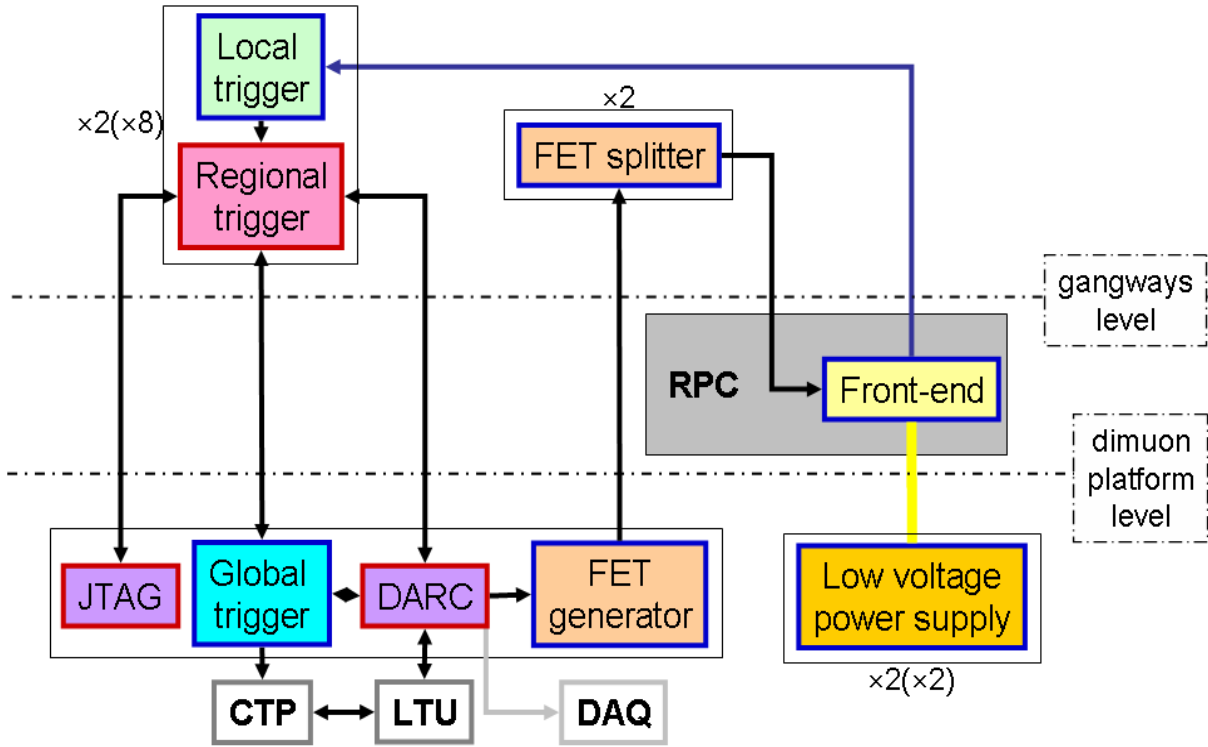 Local
trigger
×2(×8)
Regional
trigger
×2
FET splitter
gangways
level
RPC
Front-end
dimuon
platform
level
JTAG
Global
trigger
DARC
FET
generator
Low voltage
power supply
×2(×2)
CTP
LTU
DAQ